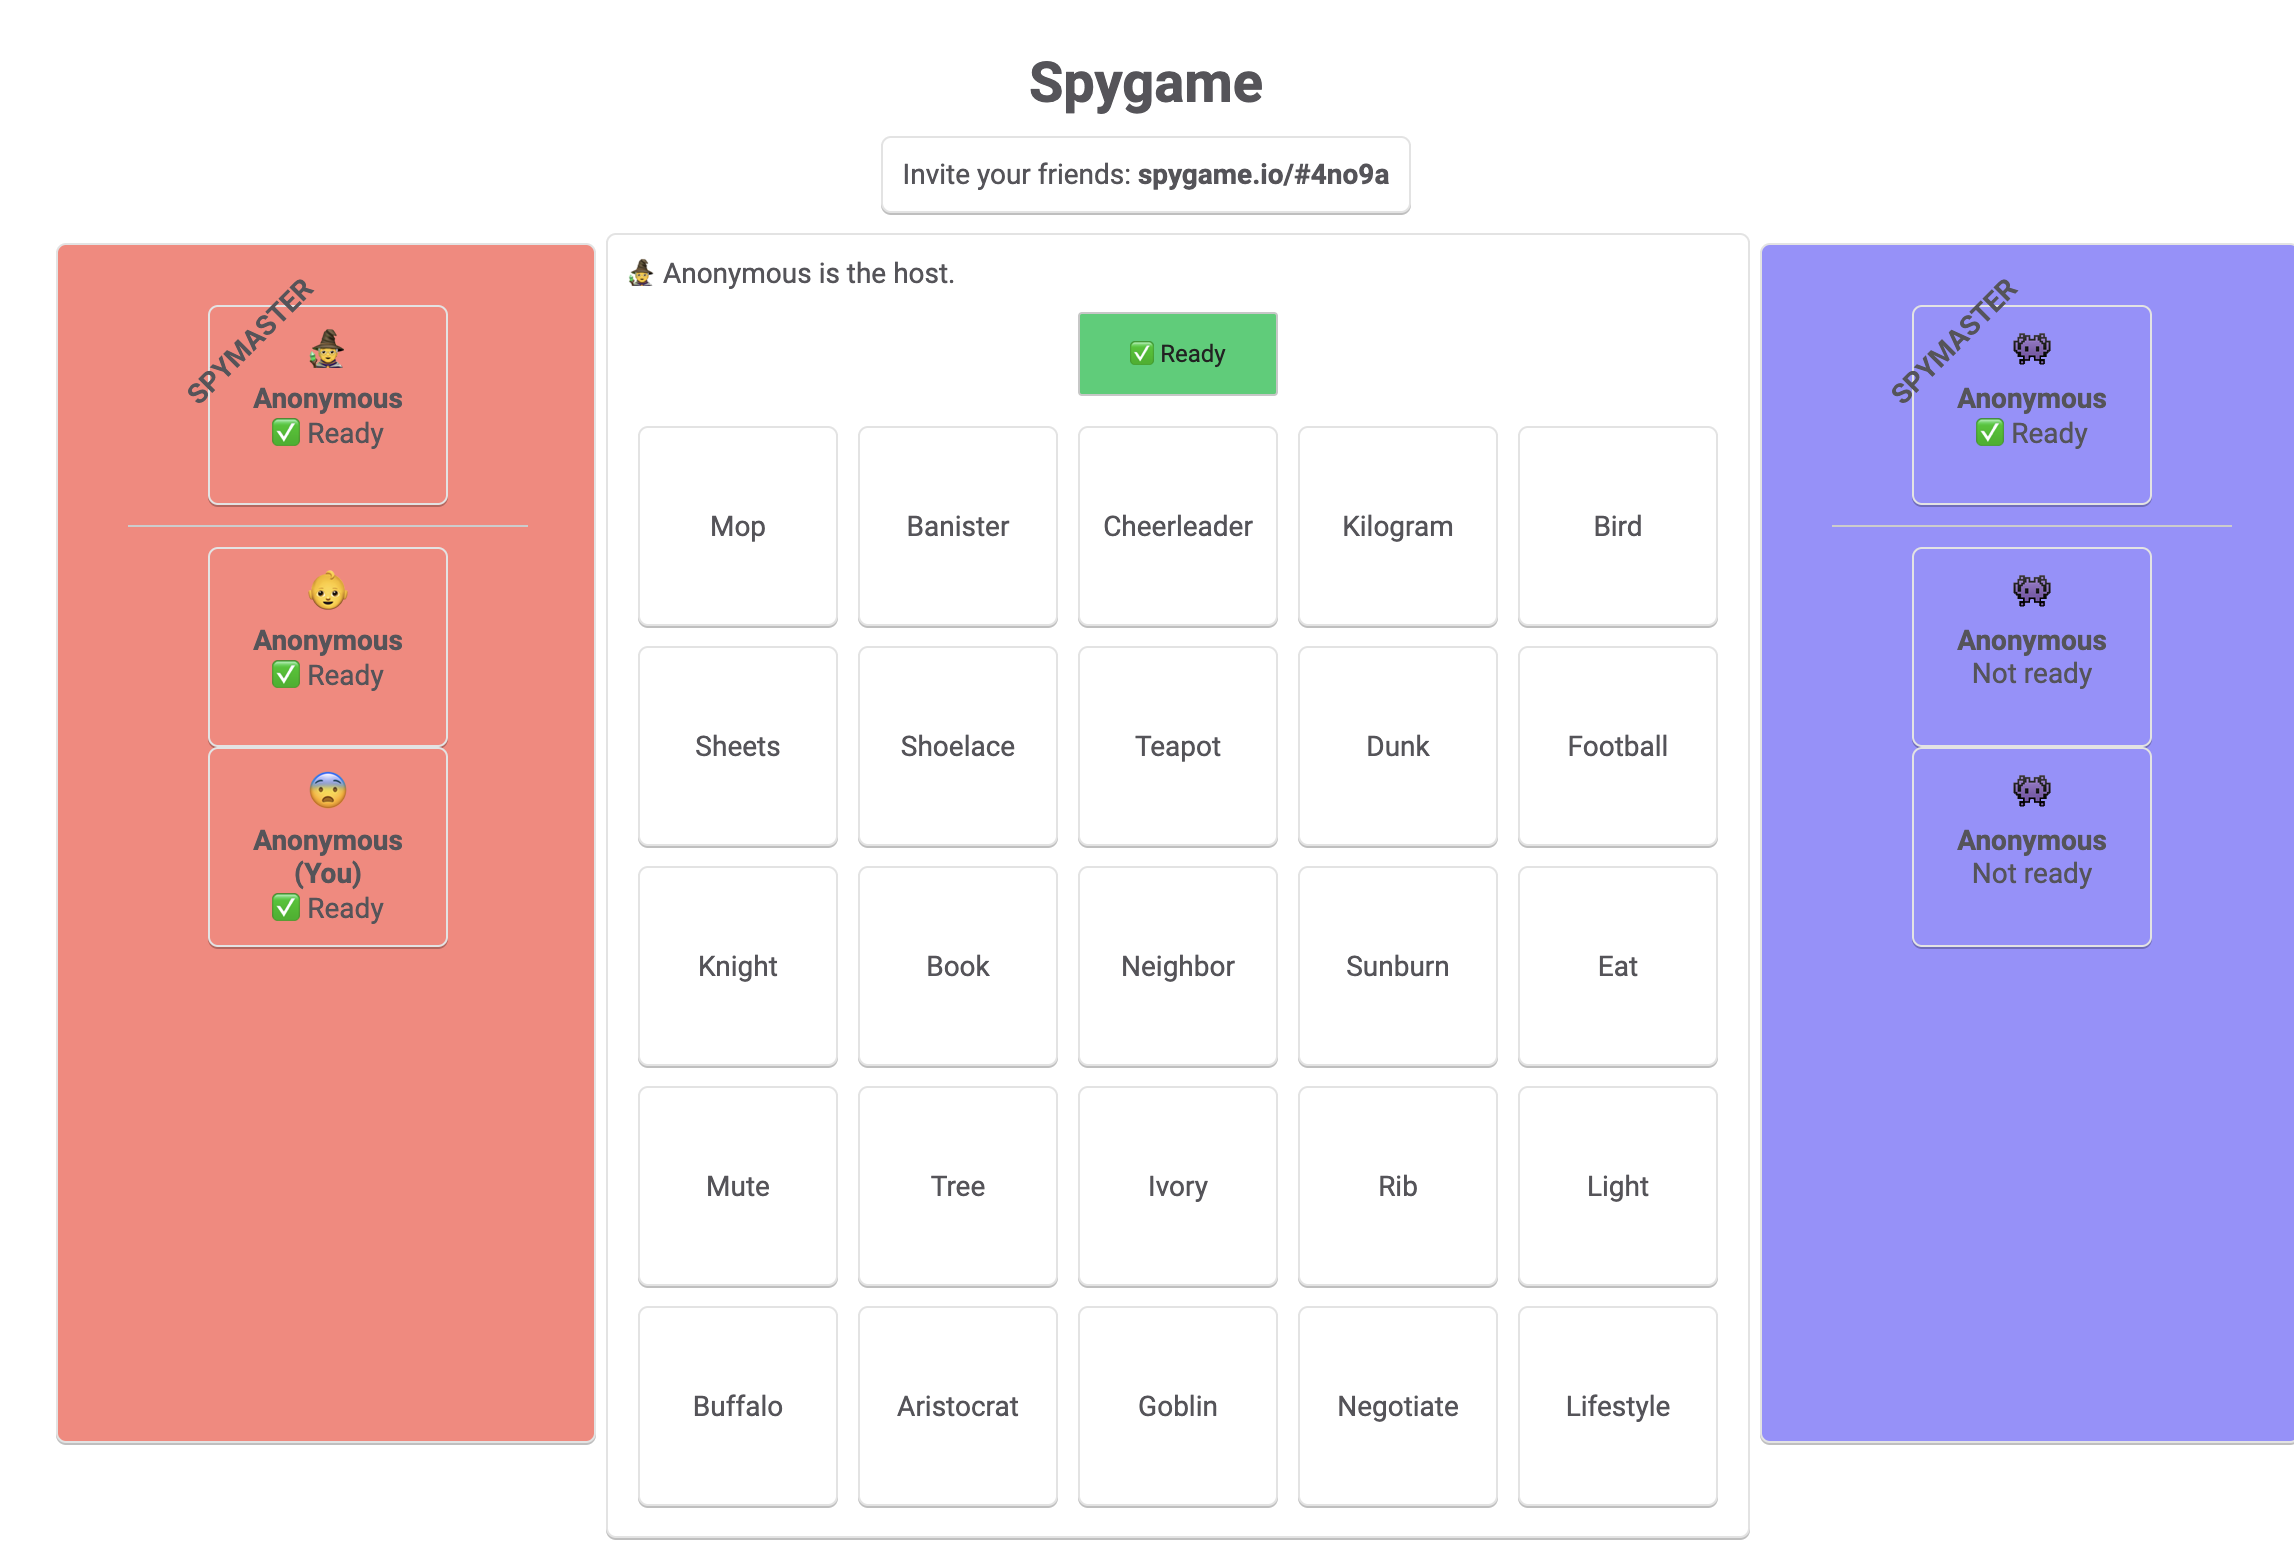 Spygame
Invite your friends: spygame.io/#4no9a
SPYMASTER
Anonymous
✅ Ready
Anonymous
✅ Ready
Anonymous
(You)
✅ Ready
Anonymous is the host.
✅ Ready
Mop Banister Cheerleader Kilogram Bird
Sheets Shoelace Teapot Dunk Football
Knight Book Neighbor Sunburn Eat
Mute Tree Ivory Rib Light
Buffalo Aristocrat Goblin Negotiate Lifestyle
SPYMASTER
Anonymous
✅ Ready
Anonymous
Not ready
Anonymous
Not ready